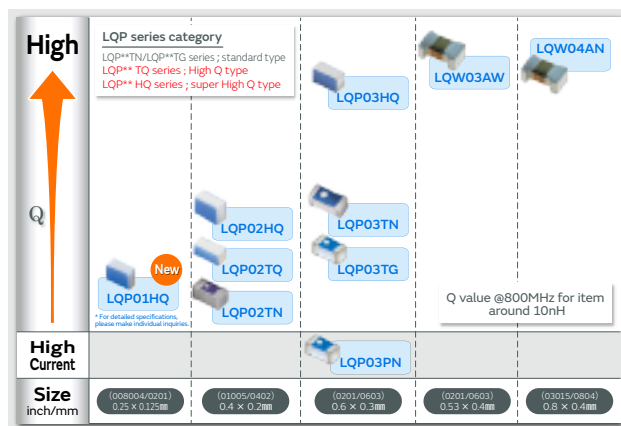 High
LQP series category
LQP**TN/LQP**TG series ; standard type
LQP** TQ series ; High Q type
LQP** HQ series ; super High Q type
LQP03HQ
LQW03AW
LQW04AN
Q
LQP02HQ
LQP03TN
New
LQP02TQ
LQP03TG
LQP01HQ
LQP02TN
* For detailed specifications,
please make individual inquiries.
Q value @800MHz for item
around 10nH
High
Current
LQP03PN
Size
inch/mm
(008004/0201)
0.25 × 0.125mm
(01005/0402)
0.4 × 0.2mm
(0201/0603)
0.6 × 0.3mm
(0201/0603)
0.53 × 0.4mm
(03015/0804)
0.8 × 0.4mm